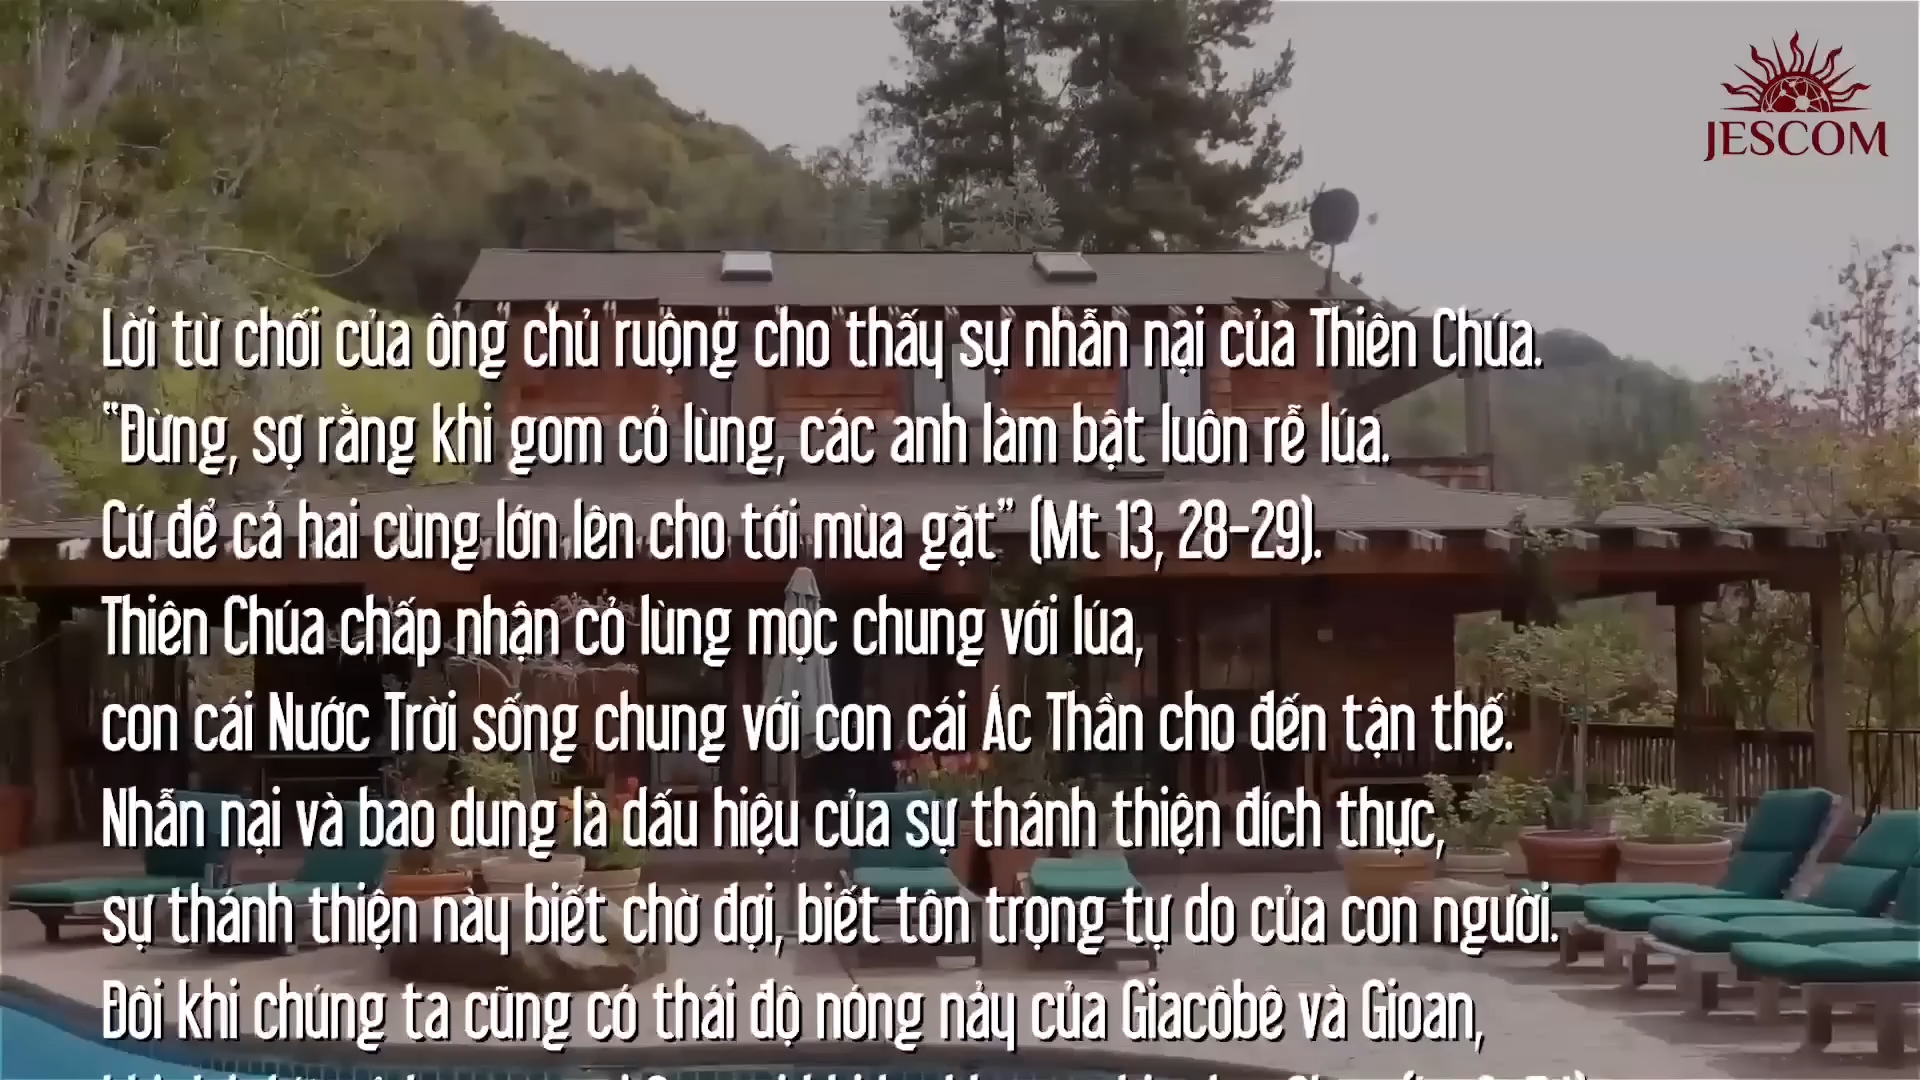 JESCOM
Lời từ chối của ông chủ ruộng cho thấy sự nhẫn nại của Thiên Chúa.
“Đừng, sợ rằng khi gom cỏ lùng, các anh làm bật luôn rễ lúa.
Cứ để cả hai cùng lớn lên cho tới mùa gặt” (Mt 13, 28-29).
Thiên Chúa chấp nhận cỏ lùng mọc chung với lúa,
con cái Nước Trời sống chung với con cái Ác Thần cho đến tận thế.
Nhẫn nại và bao dung là dấu hiệu của sự thánh thiện đích thực,
sự thánh thiện này biết chờ đợi, biết tôn trọng tự do của con người.
Đôi khi chúng ta cũng có thái độ nóng nảy của Giacôbê và Gioan,